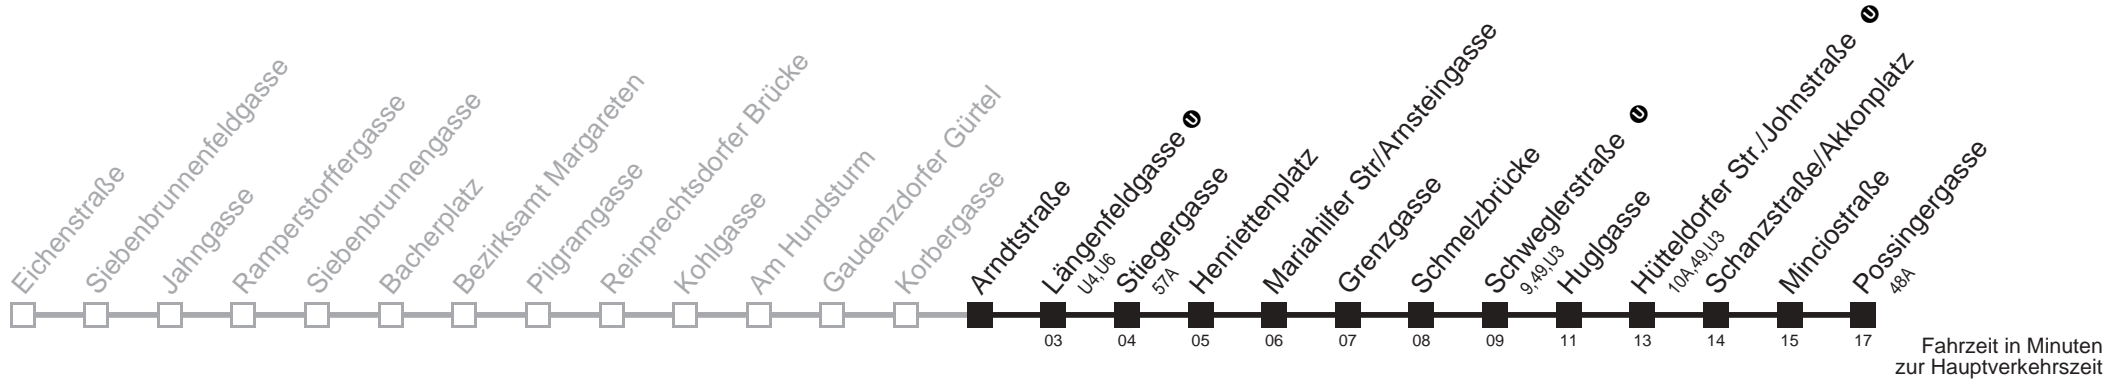 Eichenstraße
Siebenbrunnenfeldgasse
Jahngasse
Ramperstoffergasse
Siebenbrunnengasse
Bacherplatz
Bezirksamt Margareten
Pilgramgasse
Reinprechtsdorfer Brücke
Kohlgasse
Am Hundsturm
Gaudenzdorfer Gürtel
Korbergasse
Arndtstraße
Längenfeldgasse U
U4,U6
Stiegergasse
57A
Henriettenplatz
Mariahilfer Str/Arnsteingasse
Grenzgasse
Schmelzbrücke
Schweglerstraße U
9,49,U3
Huglgasse
Hütteldorfer Str./Johnstraße U
10A,49,U3
Schanzstraße/Akkonplatz
Minciostraße
Possingergasse
48A
03 04 05 06 07 08 09 11 13 14 15 17
Fahrzeit in Minuten
zur Hauptverkehrszeit